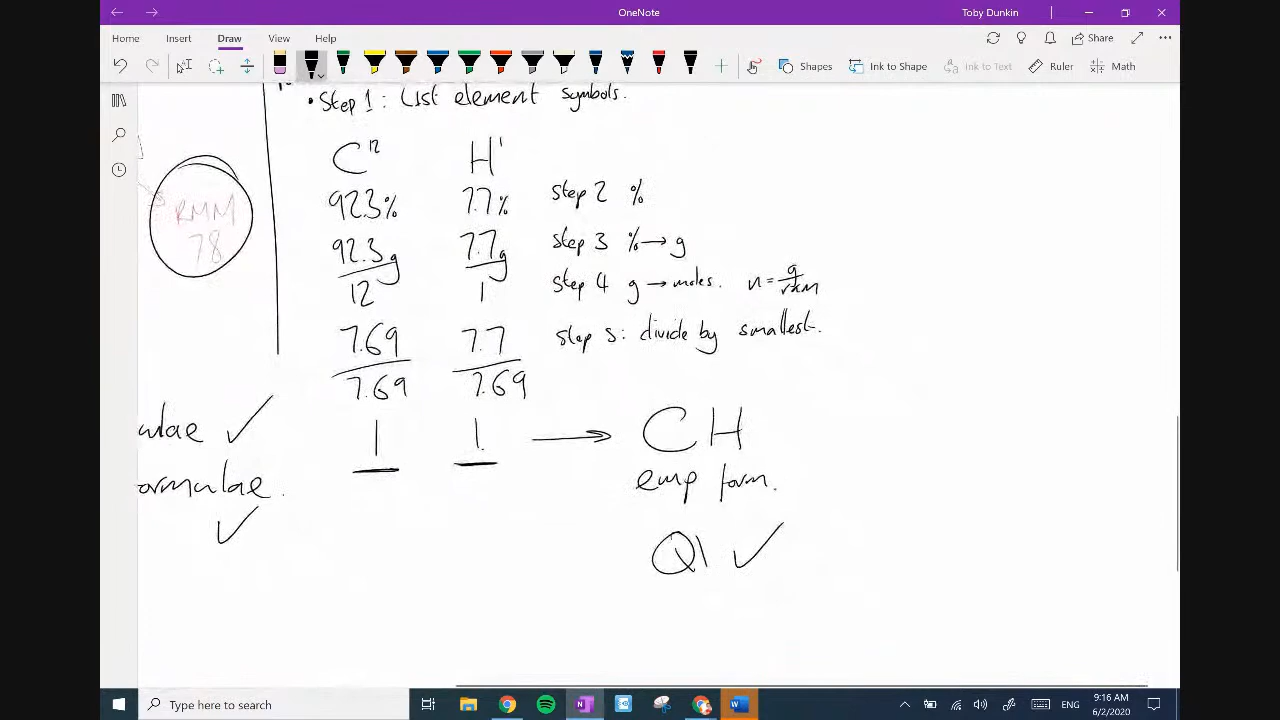 OneNote
Toby Dunkin
Home Insert Draw View Help
Share
Shapes Ink to Shape Ink to Text Ruler Math
• Step 1 : List element symbols.
C12 H1
92.3% 7.7% Step 2 %
92.3g 7.7g Step 3 % → g
12 1 Step 4 g → moles. n = g/rmm
7.69 7.7 Step 5: divide by smallest.
7.69 7.69
1 1 → CH
emp form.
Q1 ✓
RMM
78
ulae ✓
ormulae.
✓
Type here to search
ENG
9:16 AM
6/2/2020